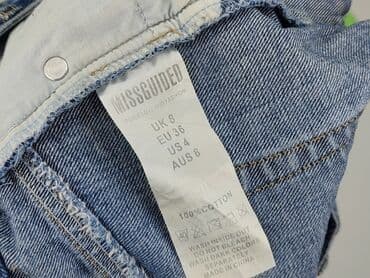 MISSGUIDED
UK 8
EU 36
US 4
AUS 8
100% COTTON
WASH INSIDE OUT
DO NOT BLEACH
WASH DARK COLORS
SEPARATELY
MADE IN CHINA